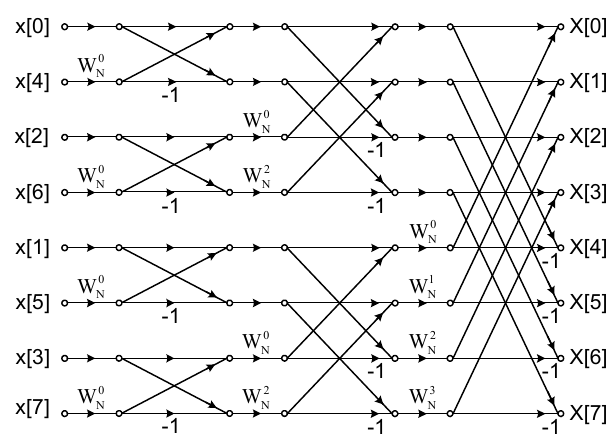 x[0] X[0]
W_N^0
x[4] X[1]
-1
W_N^0
x[2] X[2]
-1
W_N^0 W_N^2
x[6] X[3]
-1 -1
W_N^0
x[1] X[4]
-1
W_N^0 W_N^1
x[5] X[5]
-1 -1
W_N^0 W_N^2
x[3] X[6]
-1 -1
W_N^0 W_N^2 W_N^3
x[7] X[7]
-1 -1 -1